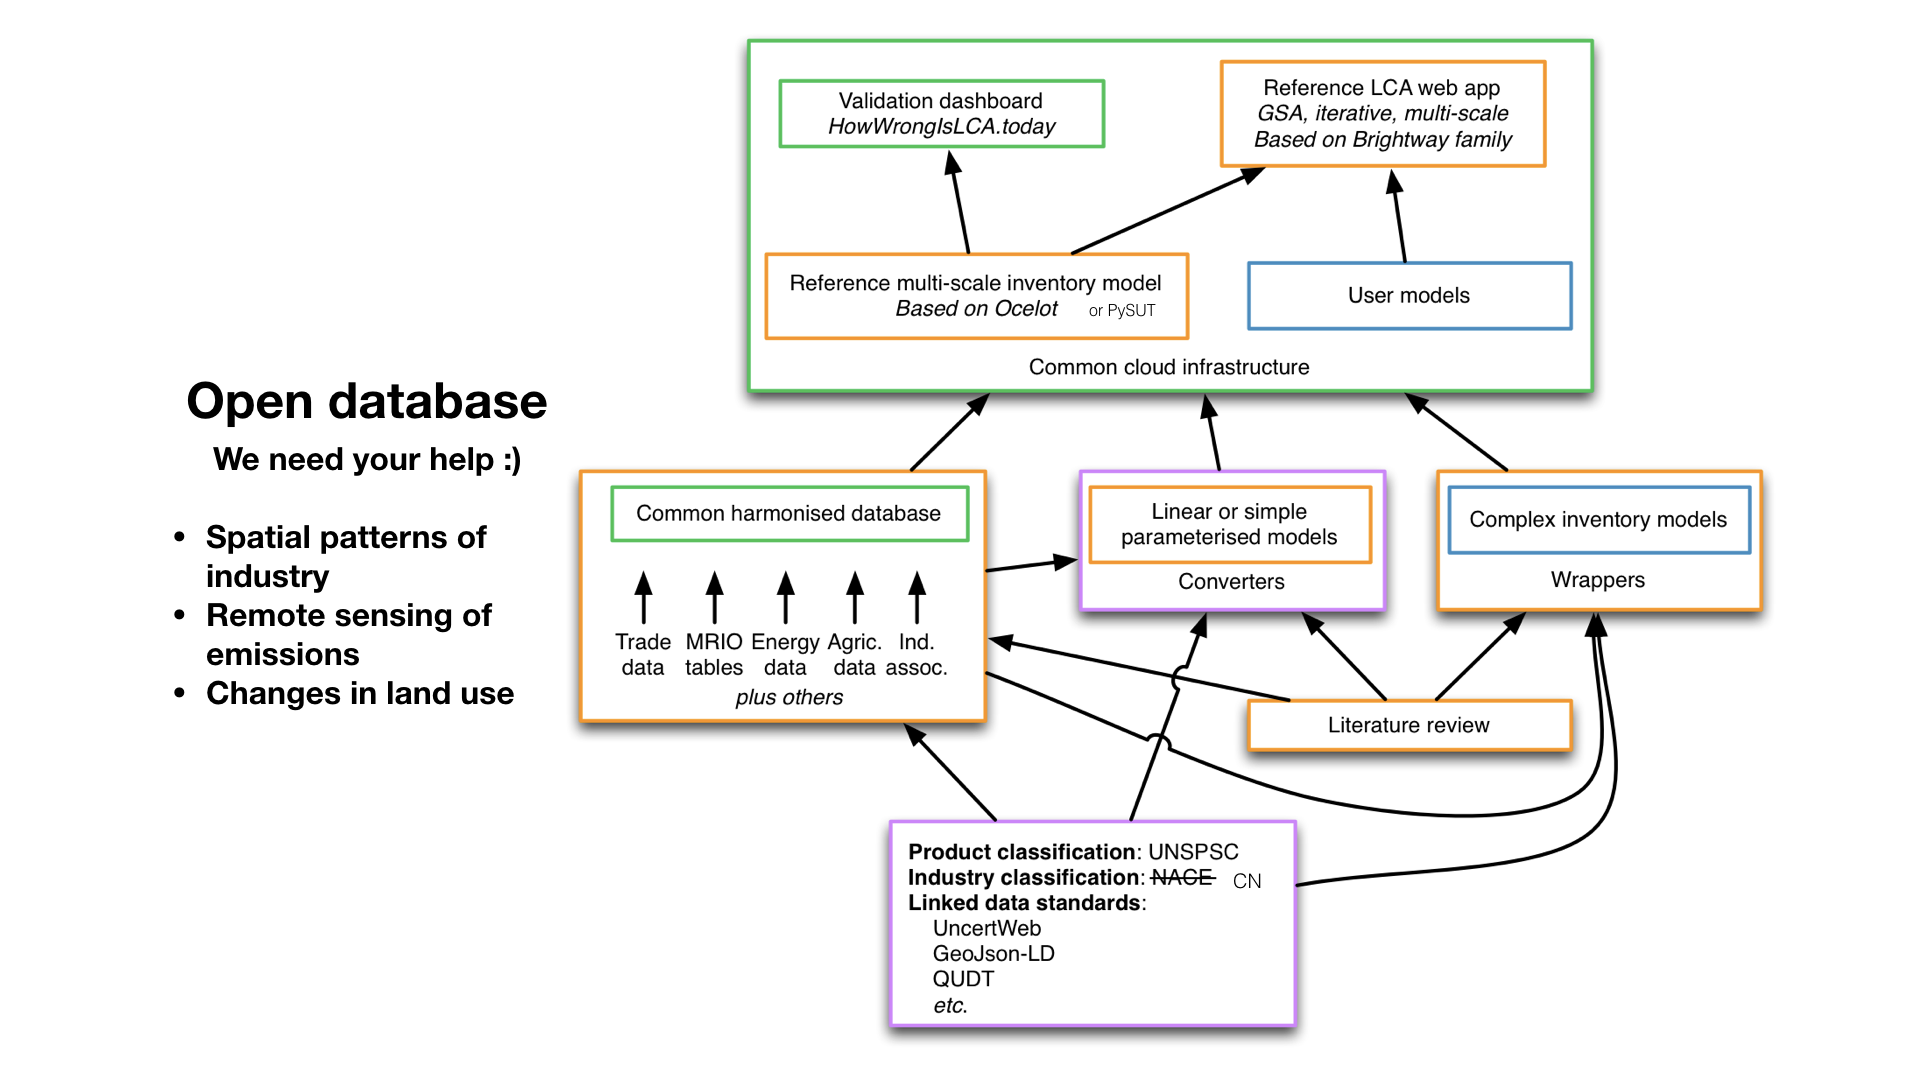 Open database
We need your help :)
• Spatial patterns of
industry
• Remote sensing of
emissions
• Changes in land use
Validation dashboard
HowWrongIsLCA.today
Reference LCA web app
GSA, iterative, multi-scale
Based on Brightway family
Reference multi-scale inventory model
Based on Ocelot or PySUT
User models
Common cloud infrastructure
Common harmonised database
Trade
data
MRIO
tables
Energy
data
Agric.
data
Ind.
assoc.
plus others
Linear or simple
parameterised models
Converters
Complex inventory models
Wrappers
Literature review
Product classification: UNSPSC
Industry classification: NACE CN
Linked data standards:
UncertWeb
GeoJson-LD
QUDT
etc.